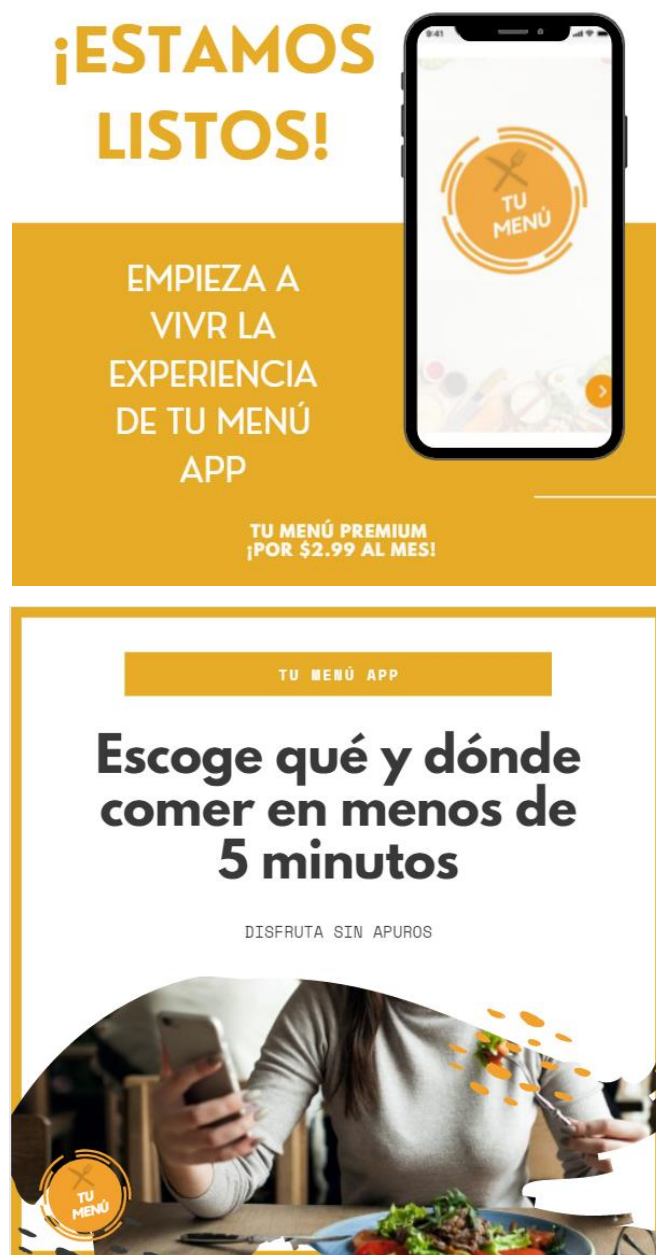 ¡ESTAMOS
LISTOS!
9:41
TU
MENÚ
EMPIEZA A
VIVR LA
EXPERIENCIA
DE TU MENÚ
APP
TU MENÚ PREMIUM
¡POR $2.99 AL MES!
TU MENÚ APP
Escoge qué y dónde
comer en menos de
5 minutos
DISFRUTA SIN APUROS
TU
MENÚ